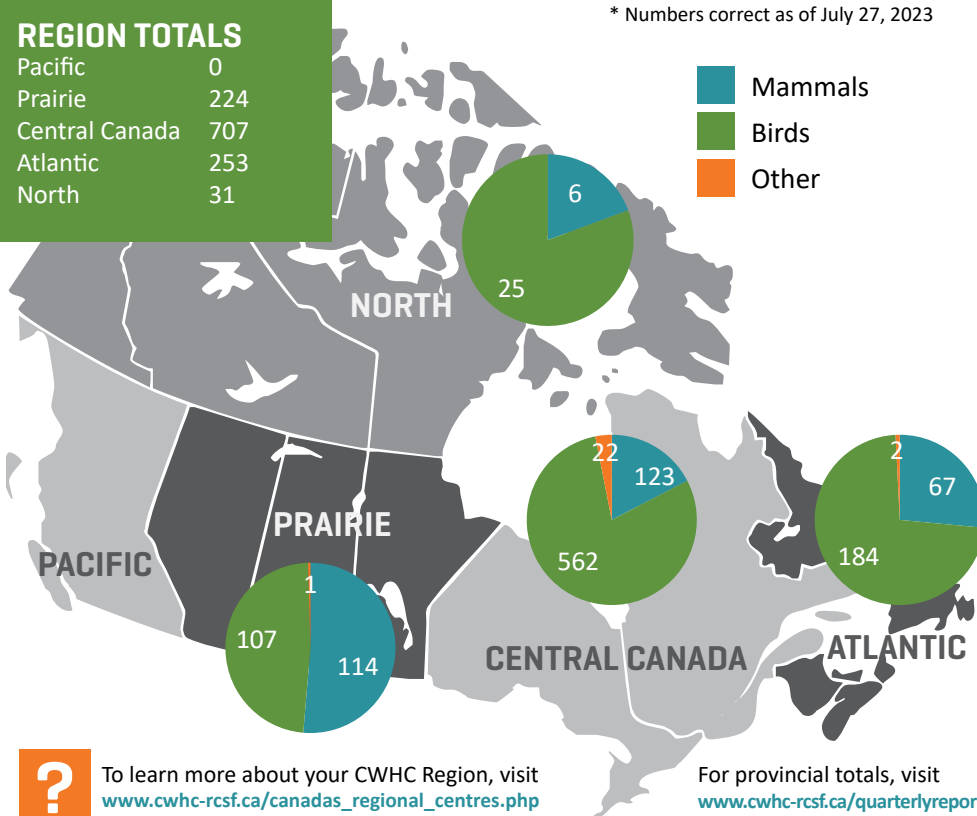 * Numbers correct as of July 27, 2023
REGION TOTALS
Pacific 0
Prairie 224
Central Canada 707
Atlantic 253
North 31
Mammals
Birds
Other
6
25
NORTH
22
123
562
2
67
184
PRAIRIE
PACIFIC
1
107
114
CENTRAL CANADA
ATLANTIC
?
To learn more about your CWHC Region, visit
www.cwhc-rcsf.ca/canadas_regional_centres.php
For provincial totals, visit
www.cwhc-rcsf.ca/quarterlyrepor